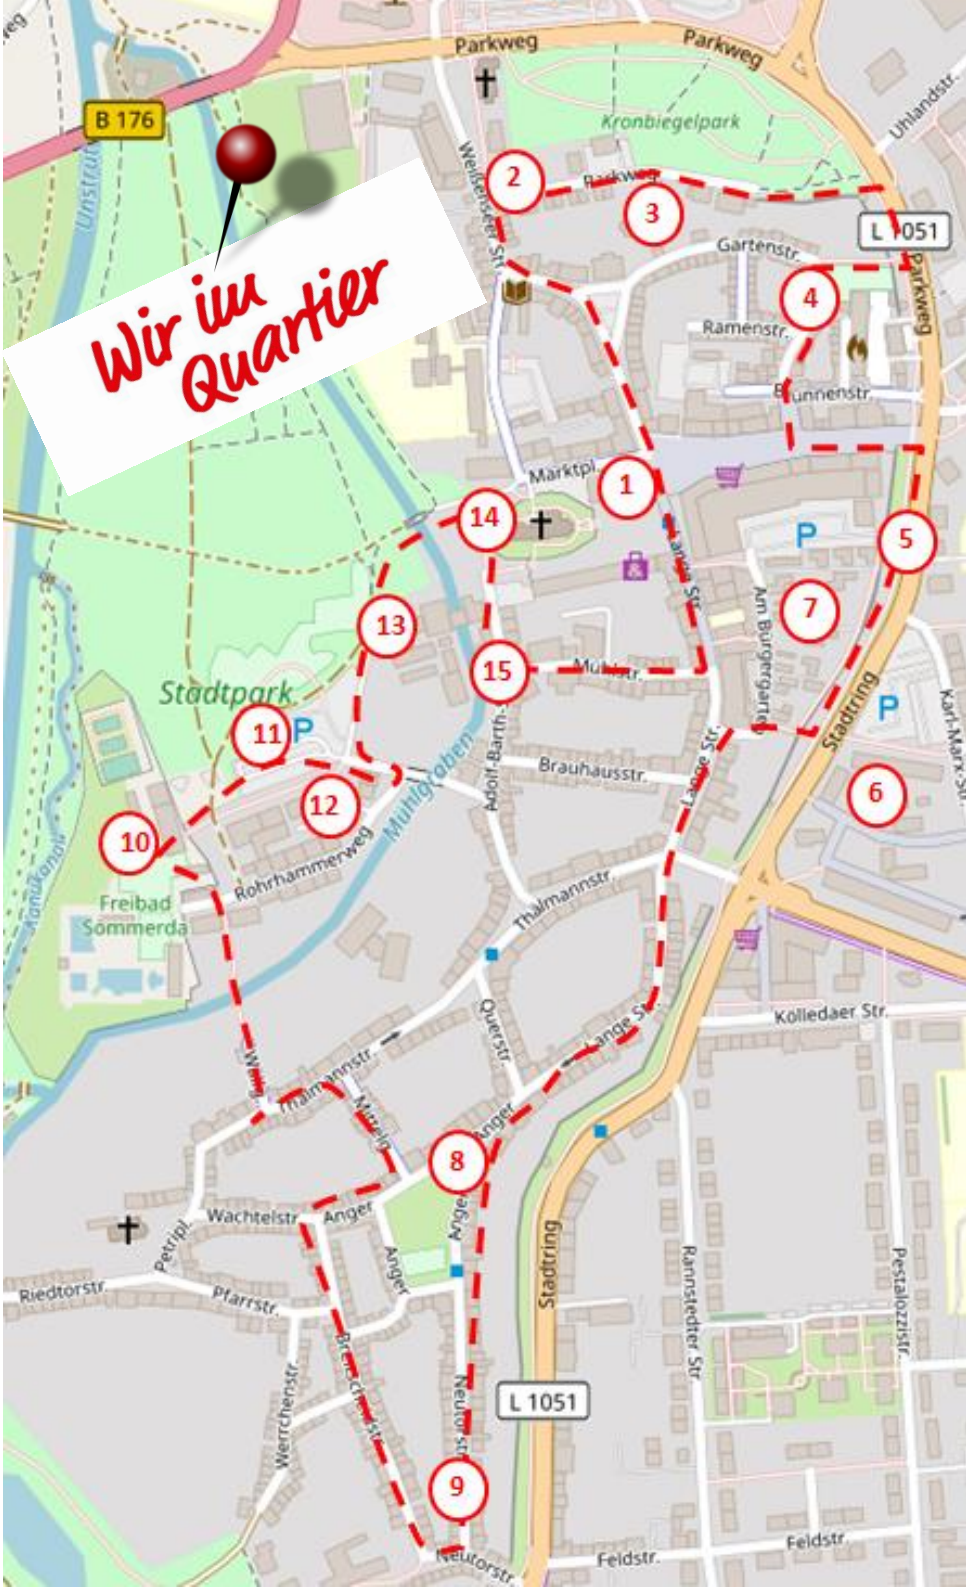 eg
Parkweg
Parkweg
B 176
Uhlandstr.
Kronbiegelpark
Unstrut
Weißenseer Str.
2
Parkweg
3
L 1051
Gartenstr.
Parkweg
Wir im
Quartier
4
Ramenstr.
Brunnenstr.
Marktpl.
1
14
P
5
Lange Str.
Am Bürgergarten
7
13
15
Mühlstr.
Stadtpark
P
Karl-Marx-Str.
11
P
Stadtring
Adolf-Barth-
Lange Str.
Brauhausstr.
6
12
Mühlgraben
10
Rohrhammerweg
Kanukanal
Thälmannstr.
Freibad
Sömmerda
Querstr.
Kölledaer Str.
Lange Str.
Wallg.
Thälmannstr.
Mittelg.
Anger
8
Wachtelstr.
Anger
Anger
Petripl.
Anger
Stadtring
Rannstedter Str
Pestalozzistr.
Riedtorstr
Pfarrstr.
Werrchenstr.
Neutorstr.
L 1051
9
Neutorstr.
Feldstr.
Feldstr.